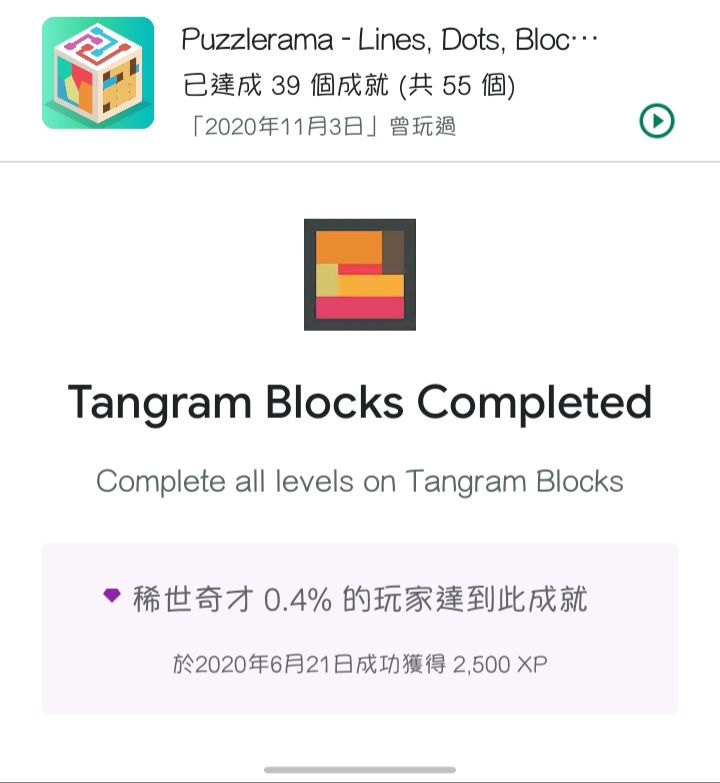 Puzzlerama - Lines, Dots, Bloc…
已達成 39 個成就 (共 55 個)
「2020年11月3日」曾玩過
Tangram Blocks Completed
Complete all levels on Tangram Blocks
稀世奇才 0.4% 的玩家達到此成就
於2020年6月21日成功獲得 2,500 XP